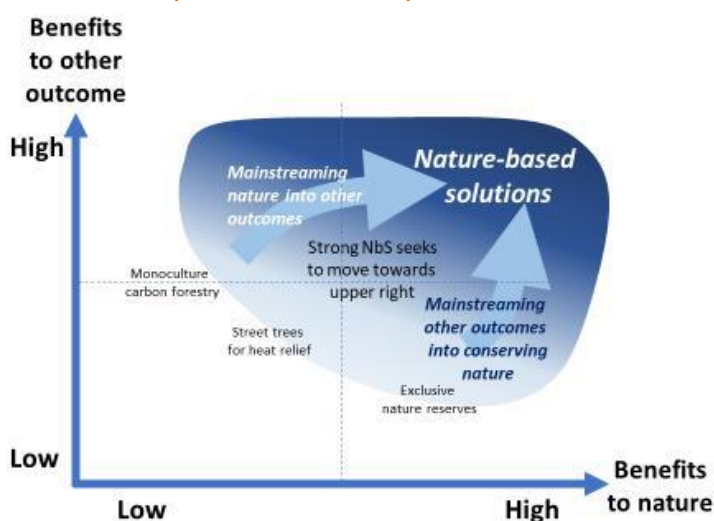 Benefits
to other
outcome
High
Mainstreaming
nature into other
outcomes
Nature-based
solutions
Strong NbS seeks
to move towards
upper right
Monoculture
carbon forestry
Mainstreaming
other outcomes
into conserving
nature
Street trees
for heat relief
Exclusive
nature reserves
Low
Low
High
Benefits
to nature